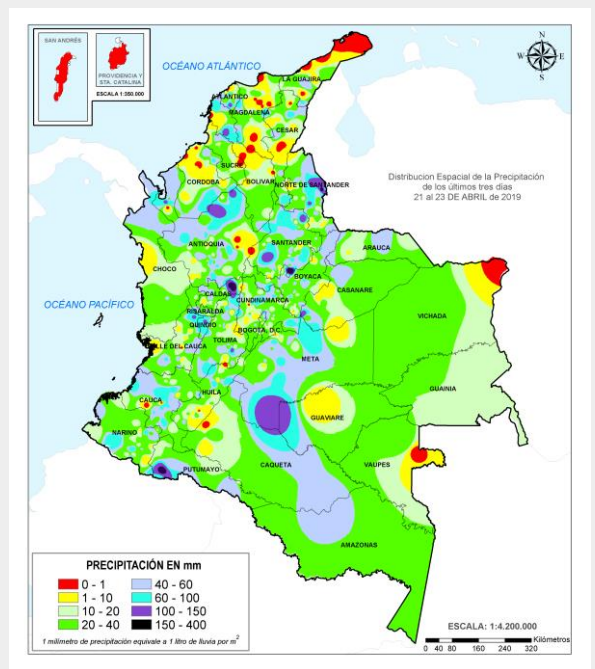 SAN ANDRÉS
PROVIDENCIA Y
STA. CATALINA
ESCALA 1:350.000
OCÉANO ATLÁNTICO
N
W
E
S
LA GUAJIRA
ATLANTICO
MAGDALENA
CESAR
SUCRE
CORDOBA
BOLIVAR
NORTE DE SANTANDER
Distribucion Espacial de la Precipitación
de los últimos tres días
21 al 23 DE ABRIL de 2019
ANTIOQUIA
SANTANDER
ARAUCA
CHOCO
BOYACA
OCÉANO PACÍFICO
CALDAS
CUNDINAMARCA
CABANARE
RISARALDA
VICHADA
QUINDIO
BOGOTA, D.C.
TOLIMA
VALLE DEL CAUCA
META
GUAINIA
HUILA
CAUCA
GUAVIARE
NARINO
CAQUETA
VAUPES
PUTUMAYO
AMAZONAS
PRECIPITACIÓN EN mm
0 - 1 40 - 60
1 - 10 60 - 100
10 - 20 100 - 150
20 - 40 150 - 400
1 milímetro de precipitación equivale a 1 litro de lluvia por m²
ESCALA: 1:4.200.000
Kilómetros
0 40 80 160 240 320